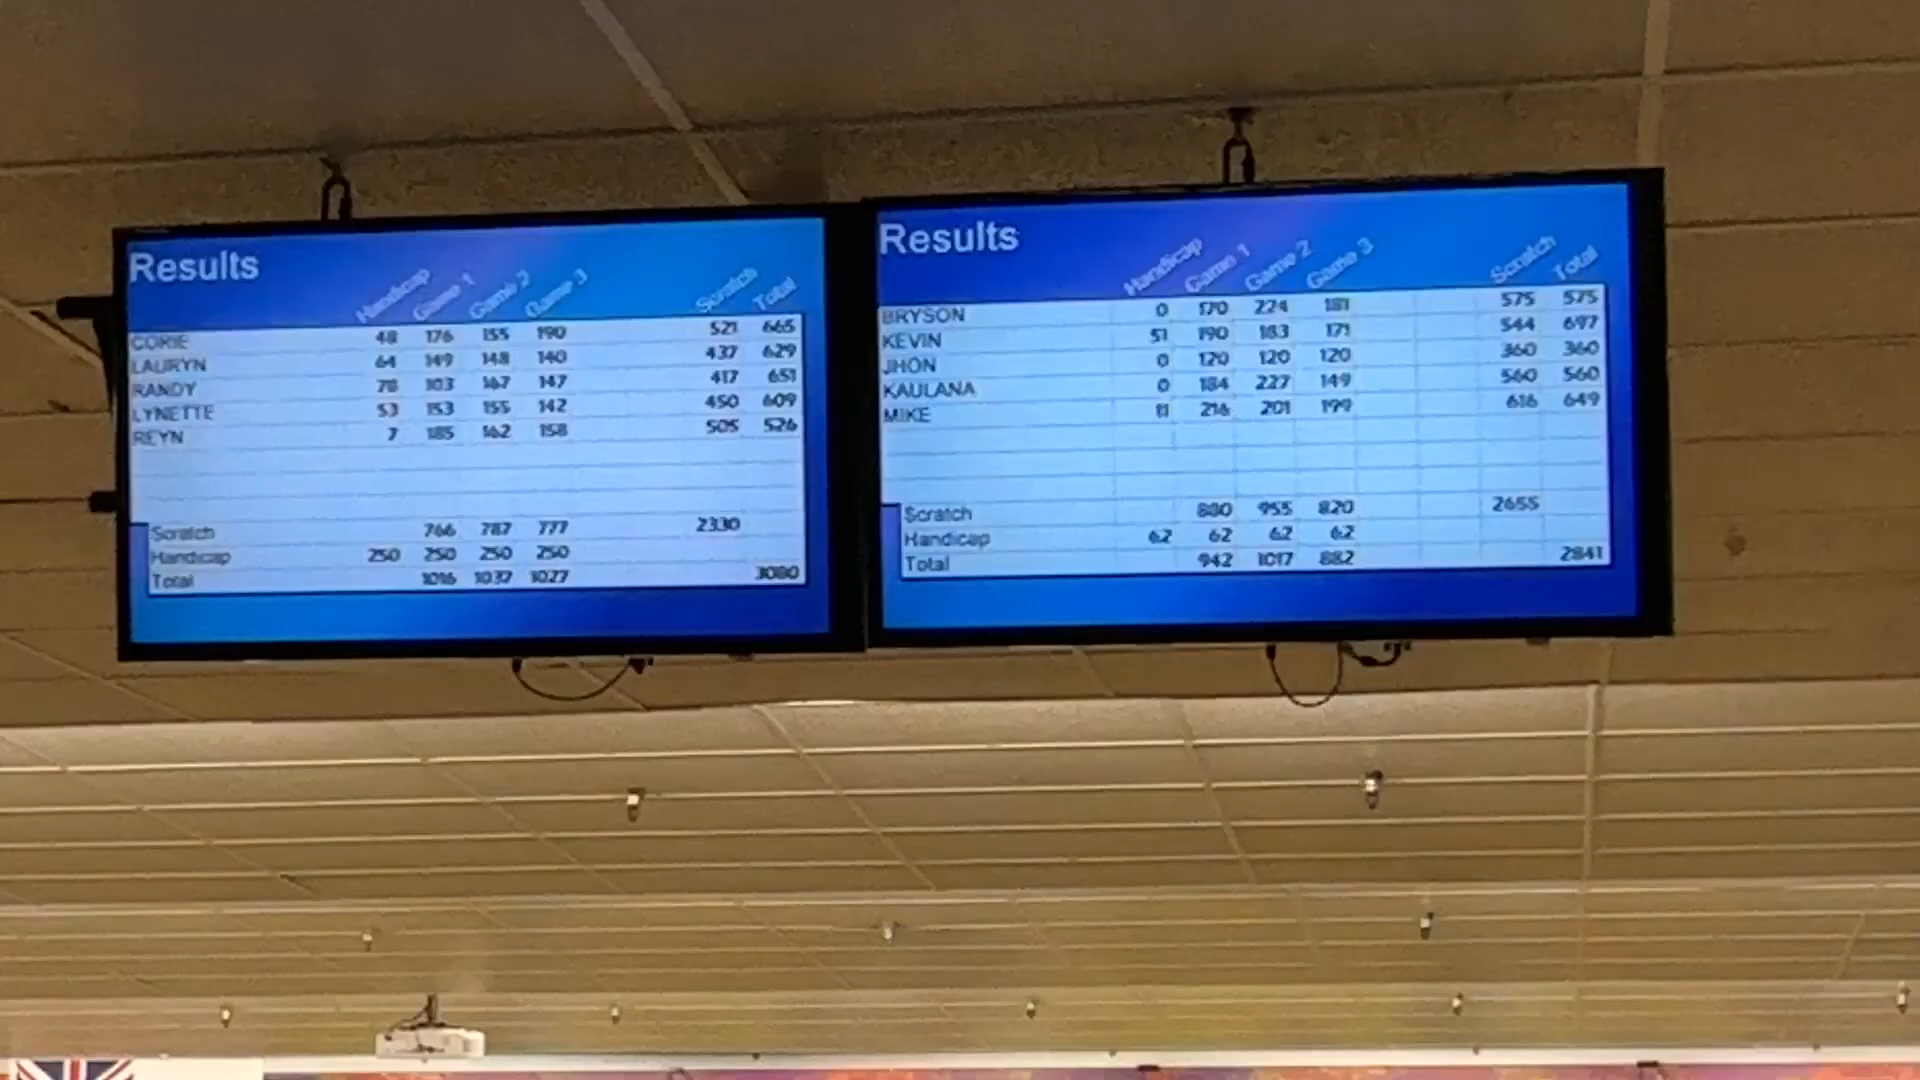 Results
Handicap Game 1 Game 2 Game 3 Scratch Total
CORIE 48 176 155 190 521 665
LAURYN 64 149 148 140 437 629
RANDY 78 103 167 147 417 651
LYNETTE 53 153 155 142 450 609
REYN 7 185 162 158 505 526
Scratch 766 787 777 2330
Handicap 250 250 250 250
Total 1016 1037 1027 3080
Results
Handicap Game 1 Game 2 Game 3 Scratch Total
BRYSON 0 170 224 181 575 575
KEVIN 51 190 183 171 544 697
JHON 0 120 120 120 360 360
KAULANA 0 184 227 149 560 560
MIKE 11 216 201 199 616 649
Scratch 880 955 820 2655
Handicap 62 62 62 62
Total 942 1017 882 2841